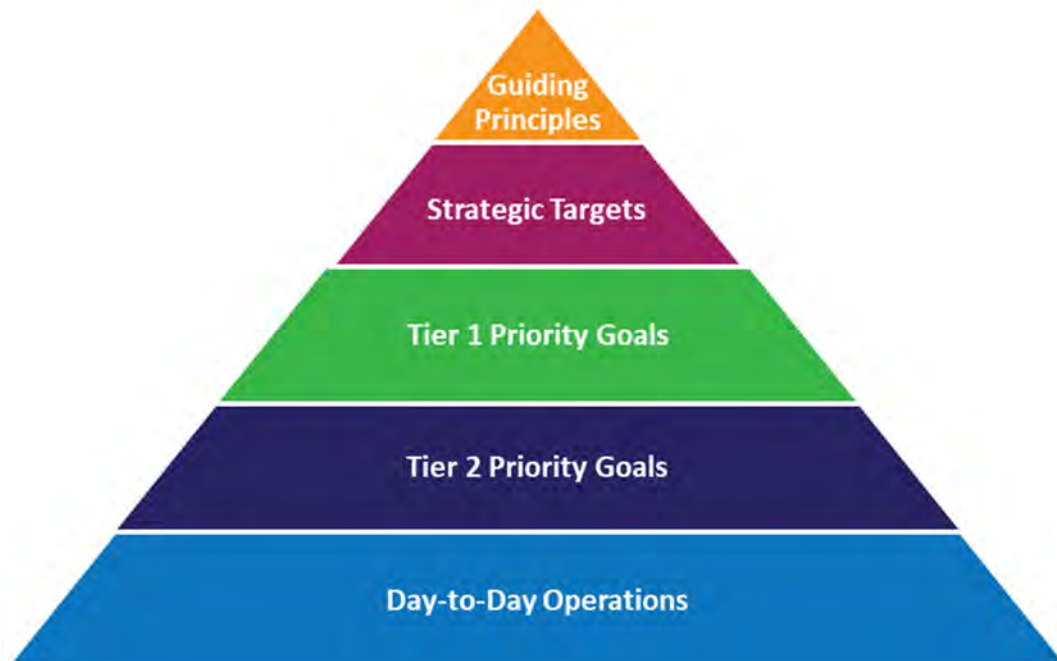 Guiding
Principles
Strategic Targets
Tier 1 Priority Goals
Tier 2 Priority Goals
Day-to-Day Operations